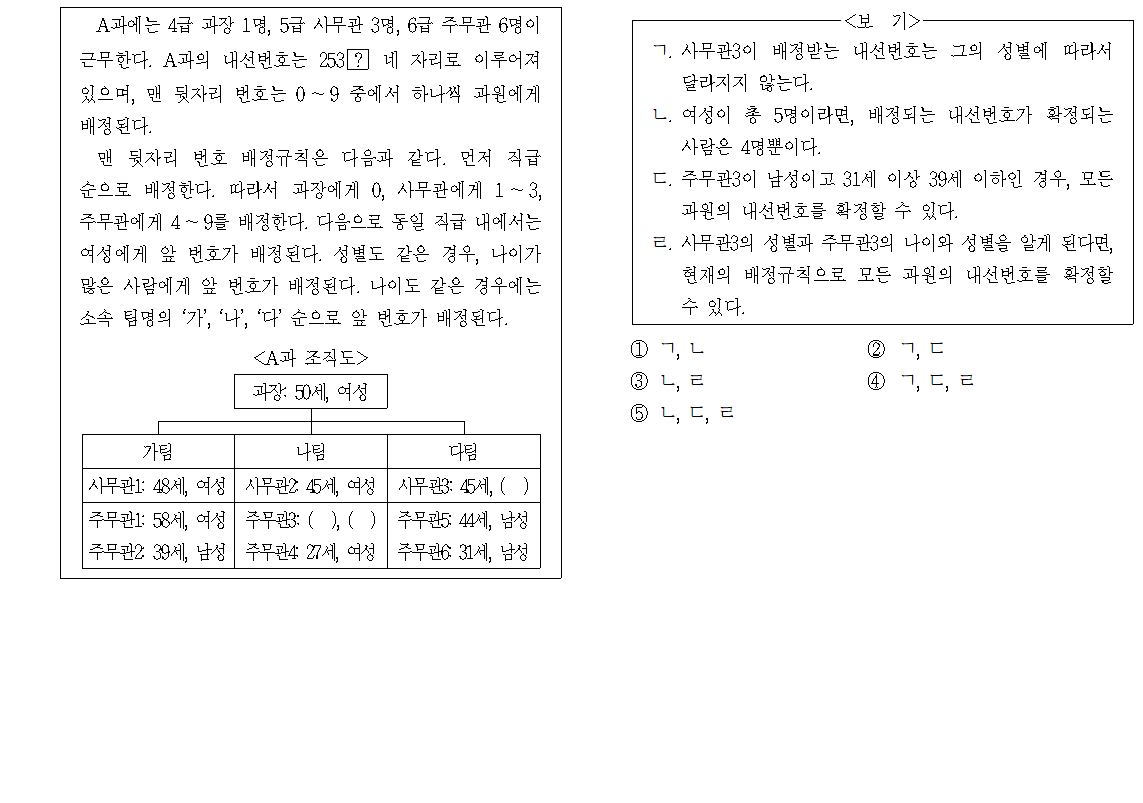 A과에는 4급 과장 1명, 5급 사무관 3명, 6급 주무관 6명이
근무한다. A과의 내선번호는 253? 네 자리로 이루어져
있으며, 맨 뒷자리 번호는 0 ~ 9 중에서 하나씩 과원에게
배정된다.
맨 뒷자리 번호 배정규칙은 다음과 같다. 먼저 직급
순으로 배정한다. 따라서 과장에게 0, 사무관에게 1 ~ 3,
주무관에게 4 ~ 9를 배정한다. 다음으로 동일 직급 내에서는
여성에게 앞 번호가 배정된다. 성별도 같은 경우, 나이가
많은 사람에게 앞 번호가 배정된다. 나이도 같은 경우에는
소속 팀명의 ‘가’, ‘나’, ‘다’ 순으로 앞 번호가 배정된다.
<A과 조직도>
과장: 50세, 여성
가팀 나팀 다팀
사무관1: 48세, 여성 사무관2: 45세, 여성 사무관3: 45세, ( )
주무관1: 58세, 여성 주무관3: ( ), ( ) 주무관5: 44세, 남성
주무관2: 39세, 남성 주무관4: 27세, 여성 주무관6: 31세, 남성
<보 기>
ㄱ. 사무관3이 배정받는 내선번호는 그의 성별에 따라서
달라지지 않는다.
ㄴ. 여성이 총 5명이라면, 배정되는 내선번호가 확정되는
사람은 4명뿐이다.
ㄷ. 주무관3이 남성이고 31세 이상 39세 이하인 경우, 모든
과원의 내선번호를 확정할 수 있다.
ㄹ. 사무관3의 성별과 주무관3의 나이와 성별을 알게 된다면,
현재의 배정규칙으로 모든 과원의 내선번호를 확정할
수 있다.
① ㄱ, ㄴ ② ㄱ, ㄷ
③ ㄴ, ㄹ ④ ㄱ, ㄷ, ㄹ
⑤ ㄴ, ㄷ, ㄹ